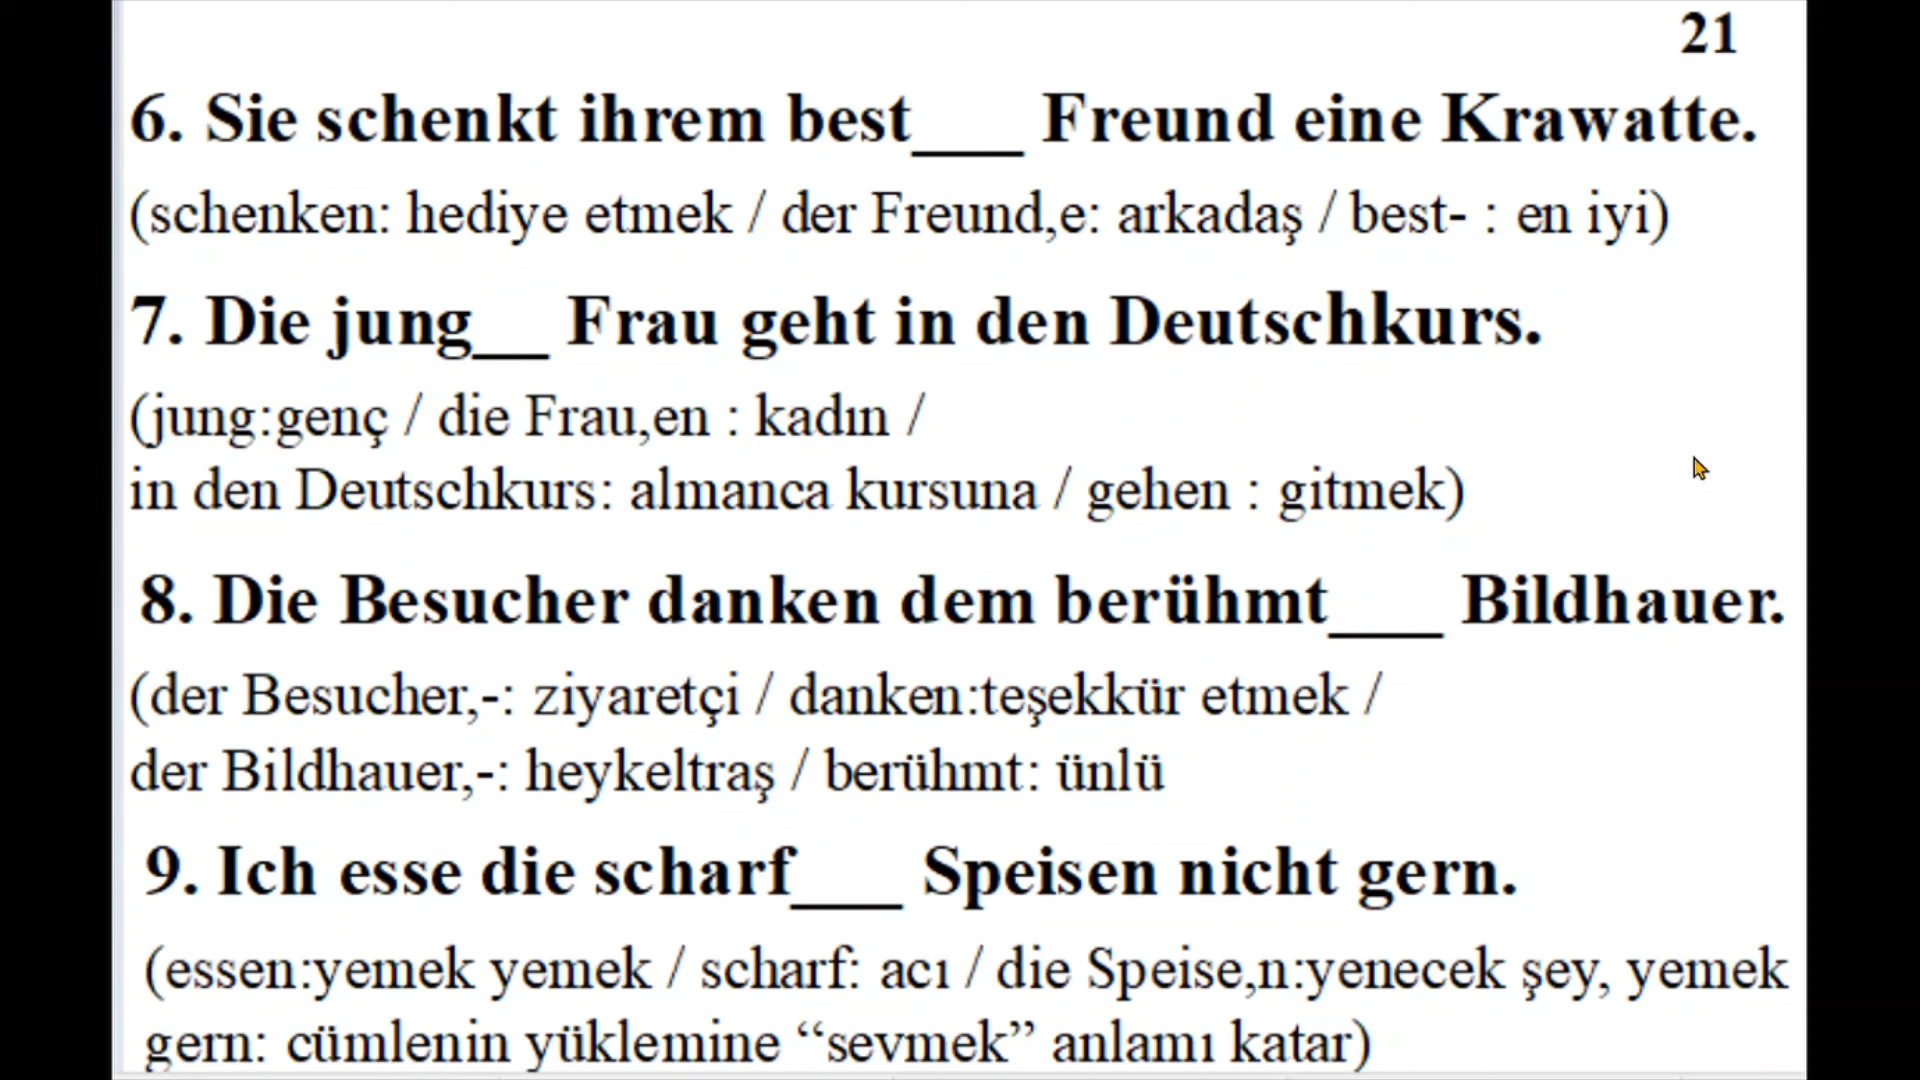 21
6. Sie schenkt ihrem best___ Freund eine Krawatte.
(schenken: hediye etmek / der Freund,e: arkadaş / best- : en iyi)
7. Die jung__ Frau geht in den Deutschkurs.
(jung:genç / die Frau,en : kadın /
in den Deutschkurs: almanca kursuna / gehen : gitmek)
8. Die Besucher danken dem berühmt___ Bildhauer.
(der Besucher,-: ziyaretçi / danken:teşekkür etmek /
der Bildhauer,-: heykeltraş / berühmt: ünlü
9. Ich esse die scharf___ Speisen nicht gern.
(essen:yemek yemek / scharf: acı / die Speise,n:yenecek şey, yemek
gern: cümlenin yüklemine “sevmek” anlamı katar)